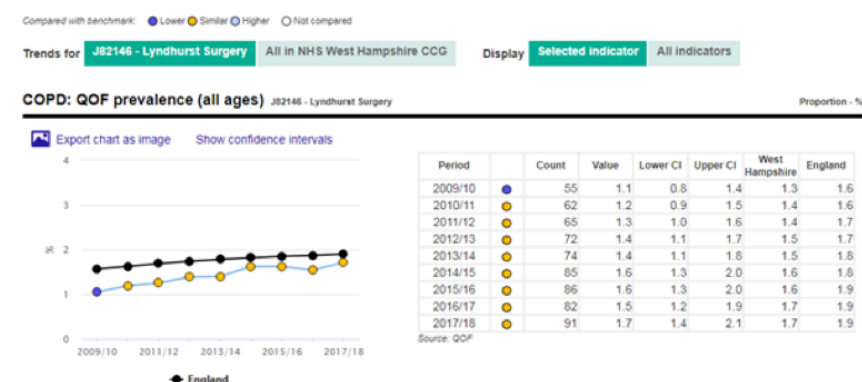 Compared with benchmark: Lower Similar Higher Not compared
Trends for J82146 - Lyndhurst Surgery All in NHS West Hampshire CCG Display Selected indicator All indicators
COPD: QOF prevalence (all ages) J82146 - Lyndhurst Surgery Proportion - %
Export chart as image Show confidence intervals
4
3
2
1
0
%
2009/10 2011/12 2013/14 2015/16 2017/18
England
Period Count Value Lower CI Upper CI West Hampshire England
2009/10 55 1.1 0.8 1.4 1.3 1.6
2010/11 62 1.2 0.9 1.5 1.4 1.6
2011/12 65 1.3 1.0 1.6 1.4 1.7
2012/13 72 1.4 1.1 1.7 1.5 1.7
2013/14 74 1.4 1.1 1.8 1.5 1.8
2014/15 85 1.6 1.3 2.0 1.6 1.8
2015/16 86 1.6 1.3 2.0 1.6 1.9
2016/17 82 1.5 1.2 1.9 1.7 1.9
2017/18 91 1.7 1.4 2.1 1.7 1.9
Source: QOF